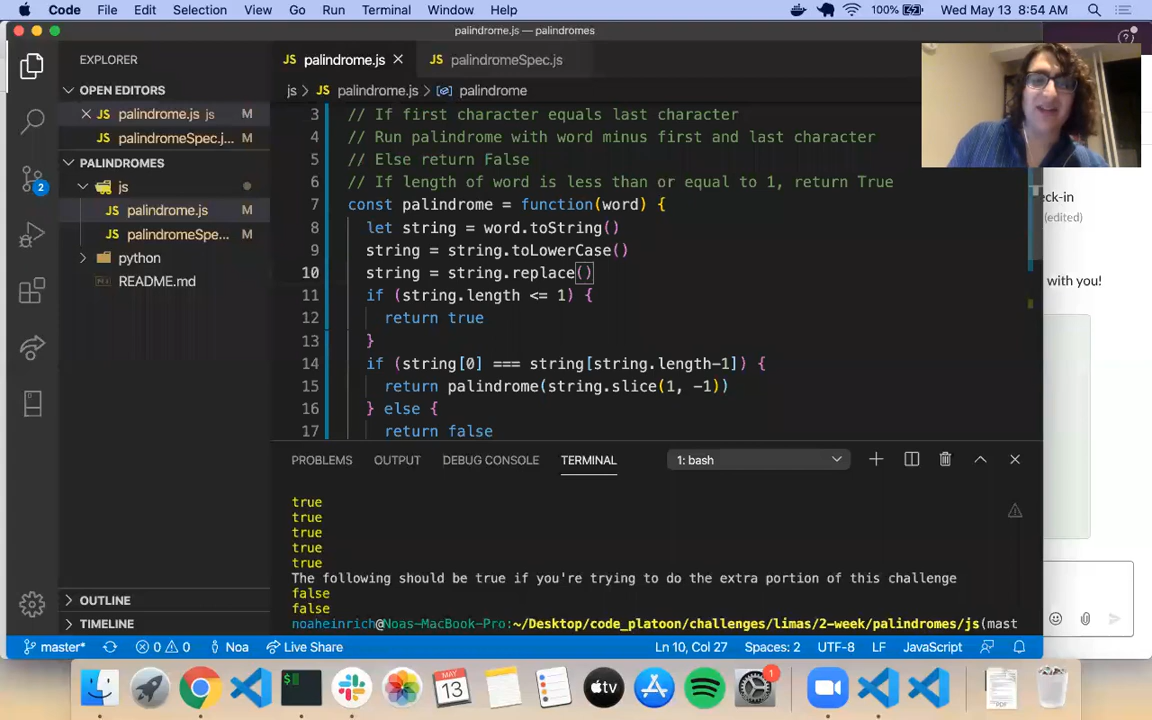 Code File Edit Selection View Go Run Terminal Window Help 100% Wed May 13 8:54 AM
palindrome.js — palindromes
EXPLORER
OPEN EDITORS
palindrome.js js M
palindromeSpec.j... M
PALINDROMES
js
palindrome.js M
palindromeSpe... M
python
README.md
OUTLINE
TIMELINE
2
JS palindrome.js
JS palindromeSpec.js
js > JS palindrome.js > palindrome
3 // If first character equals last character
4 // Run palindrome with word minus first and last character
5 // Else return False
6 // If length of word is less than or equal to 1, return True
7 const palindrome = function(word) {
8 let string = word.toString()
9 string = string.toLowerCase()
10 string = string.replace()
11 if (string.length <= 1) {
12 return true
13 }
14 if (string[0] === string[string.length-1]) {
15 return palindrome(string.slice(1, -1))
16 } else {
17 return false
PROBLEMS OUTPUT DEBUG CONSOLE TERMINAL 1: bash
true
true
true
true
true
The following should be true if you're trying to do the extra portion of this challenge
false
false
noaheinrich@Noas-MacBook-Pro:~/Desktop/code_platoon/challenges/limas/2-week/palindromes/js(mast
eck-in
(edited)
with you!
master* 0 0 Noa Live Share Ln 10, Col 27 Spaces: 2 UTF-8 LF JavaScript
MAY
13
tv
1
PDF